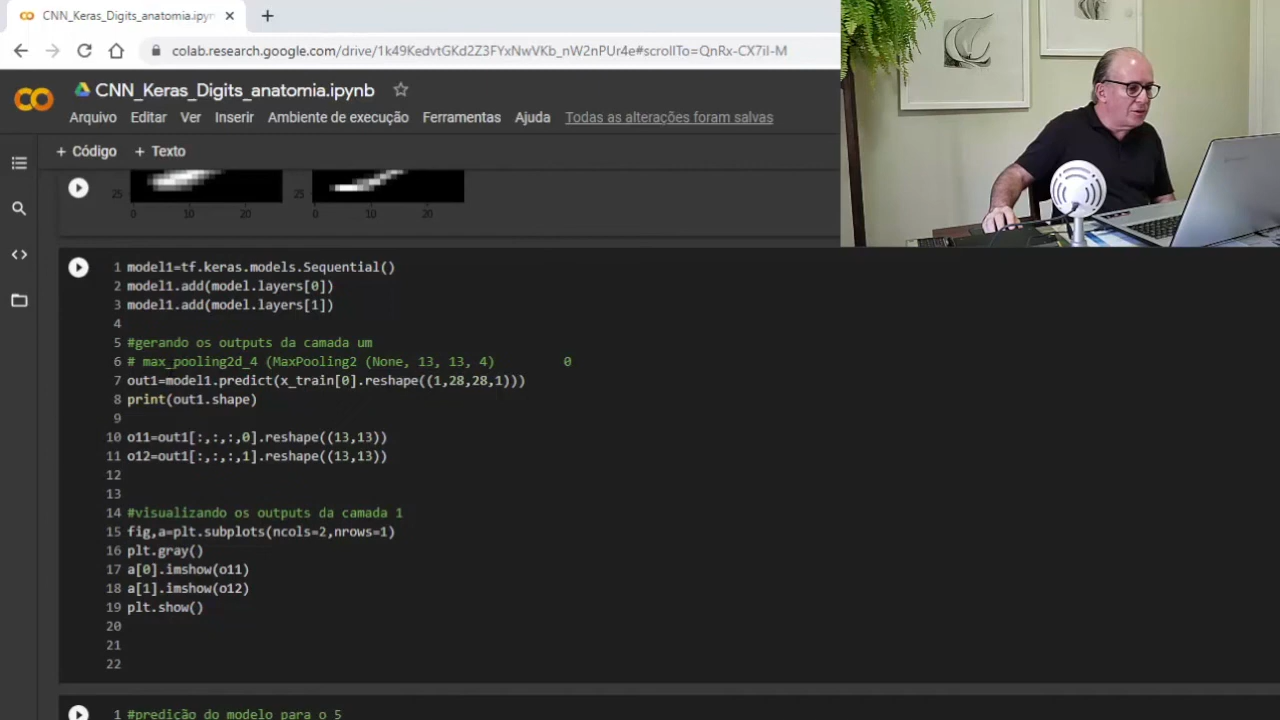 CNN_Keras_Digits_anatomia.ipynb
colab.research.google.com/drive/1k49KedvtGKd2Z3FYxNwVKb_nW2nPUr4e#scrollTo=QnRx-CX7iI-M
CNN_Keras_Digits_anatomia.ipynb
Arquivo Editar Ver Inserir Ambiente de execução Ferramentas Ajuda Todas as alterações foram salvas
+ Código + Texto
25 25
0 10 20 0 10 20
1 model1=tf.keras.models.Sequential()
2 model1.add(model.layers[0])
3 model1.add(model.layers[1])
4
5 #gerando os outputs da camada um
6 # max_pooling2d_4 (MaxPooling2 (None, 13, 13, 4) 0
7 out1=model1.predict(x_train[0].reshape((1,28,28,1)))
8 print(out1.shape)
9
10 o11=out1[:,:,:,0].reshape((13,13))
11 o12=out1[:,:,:,1].reshape((13,13))
12
13
14 #visualizando os outputs da camada 1
15 fig,a=plt.subplots(ncols=2,nrows=1)
16 plt.gray()
17 a[0].imshow(o11)
18 a[1].imshow(o12)
19 plt.show()
20
21
22
1 #predição do modelo para o 5